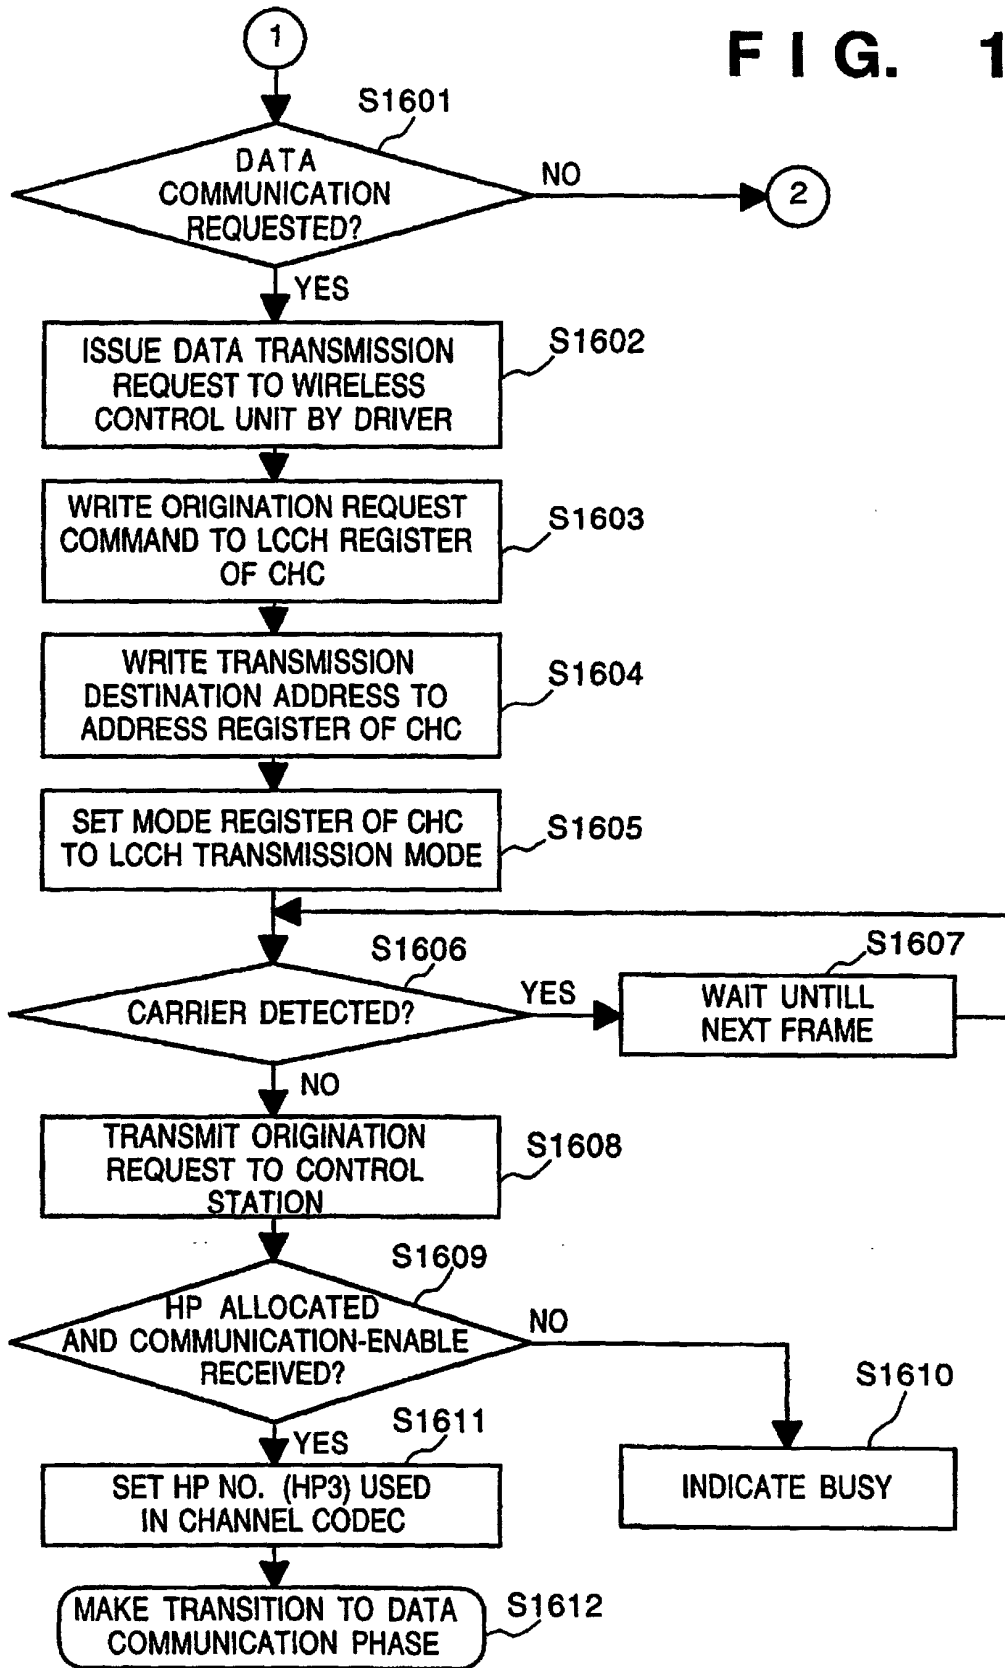 1
F I G. 1
S1601
DATA
COMMUNICATION
REQUESTED?
NO
2
YES
ISSUE DATA TRANSMISSION
REQUEST TO WIRELESS
CONTROL UNIT BY DRIVER
S1602
WRITE ORIGINATION REQUEST
COMMAND TO LCCH REGISTER
OF CHC
S1603
WRITE TRANSMISSION
DESTINATION ADDRESS TO
ADDRESS REGISTER OF CHC
S1604
SET MODE REGISTER OF CHC
TO LCCH TRANSMISSION MODE
S1605
S1606
CARRIER DETECTED?
YES
S1607
WAIT UNTILL
NEXT FRAME
NO
TRANSMIT ORIGINATION
REQUEST TO CONTROL
STATION
S1608
S1609
HP ALLOCATED
AND COMMUNICATION-ENABLE
RECEIVED?
NO
S1610
INDICATE BUSY
YES
S1611
SET HP NO. (HP3) USED
IN CHANNEL CODEC
MAKE TRANSITION TO DATA
COMMUNICATION PHASE
S1612